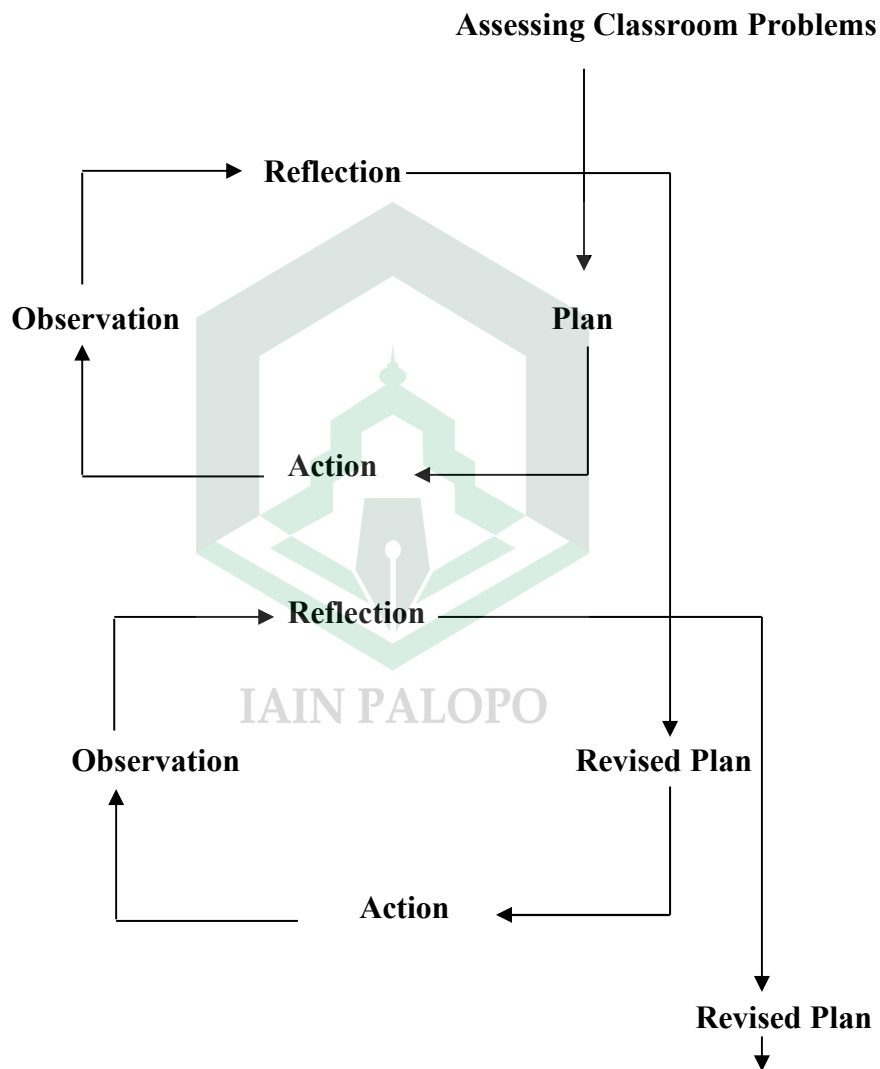 Assessing Classroom Problems
Reflection
Observation
Plan
Action
Reflection
IAIN PALOPO
Observation
Revised Plan
Action
Revised Plan